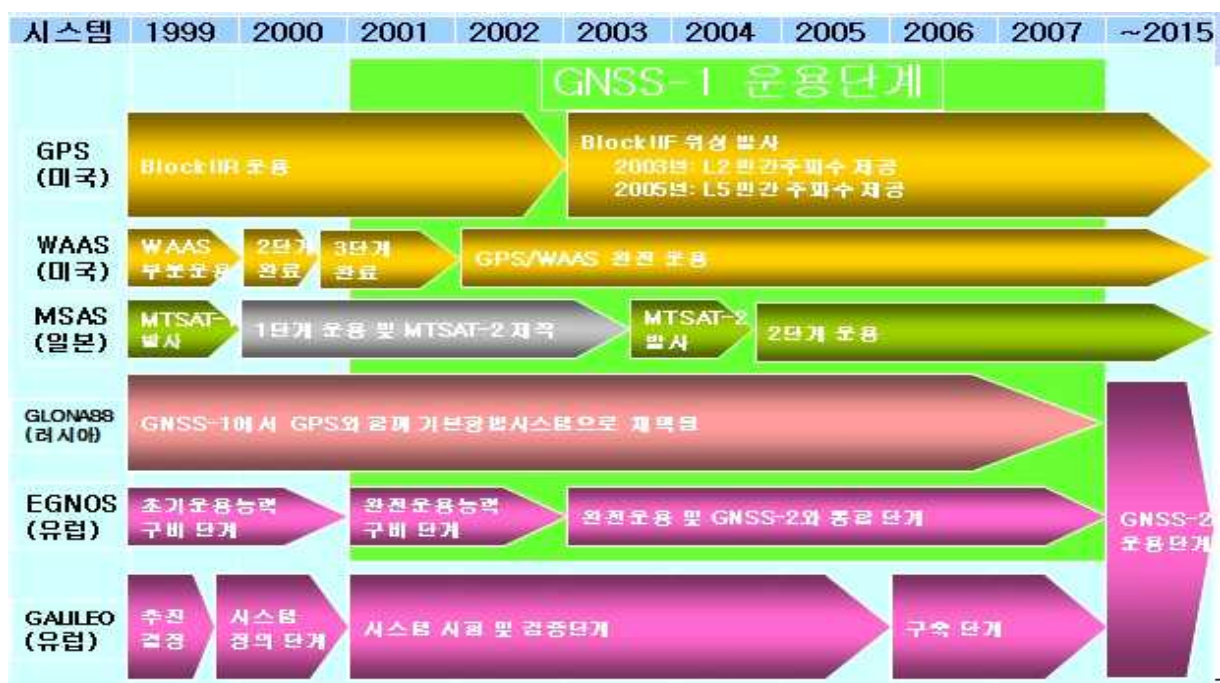 시스템 1999 2000 2001 2002 2003 2004 2005 2006 2007 ~2015
GNSS-1 운용단계
GPS
(미국)
BlockIIR 운용
BlockIIF 위성 발사
2003년: L2 민간주파수 제공
2005년: L5 민간 주파수 제공
WAAS
(미국)
WAAS
부분운용
2단계
완료
3단계
완료
GPS/WAAS 완전 운용
MSAS
(일본)
MTSAT-1
발사
1단계 운용 및 MTSAT-2 제작
MTSAT-2
발사
2단계 운용
GLONASS
(러시아)
GNSS-1에서 GPS와 함께 기본항법시스템으로 채택됨
EGNOS
(유럽)
초기운용능력
구비 단계
완전운용능력
구비 단계
완전운용 및 GNSS-2와 통합 단계
GNSS-2
운용단계
GALILEO
(유럽)
추진
결정
시스템
정의 단계
시스템 시험 및 검증단계
구축 단계